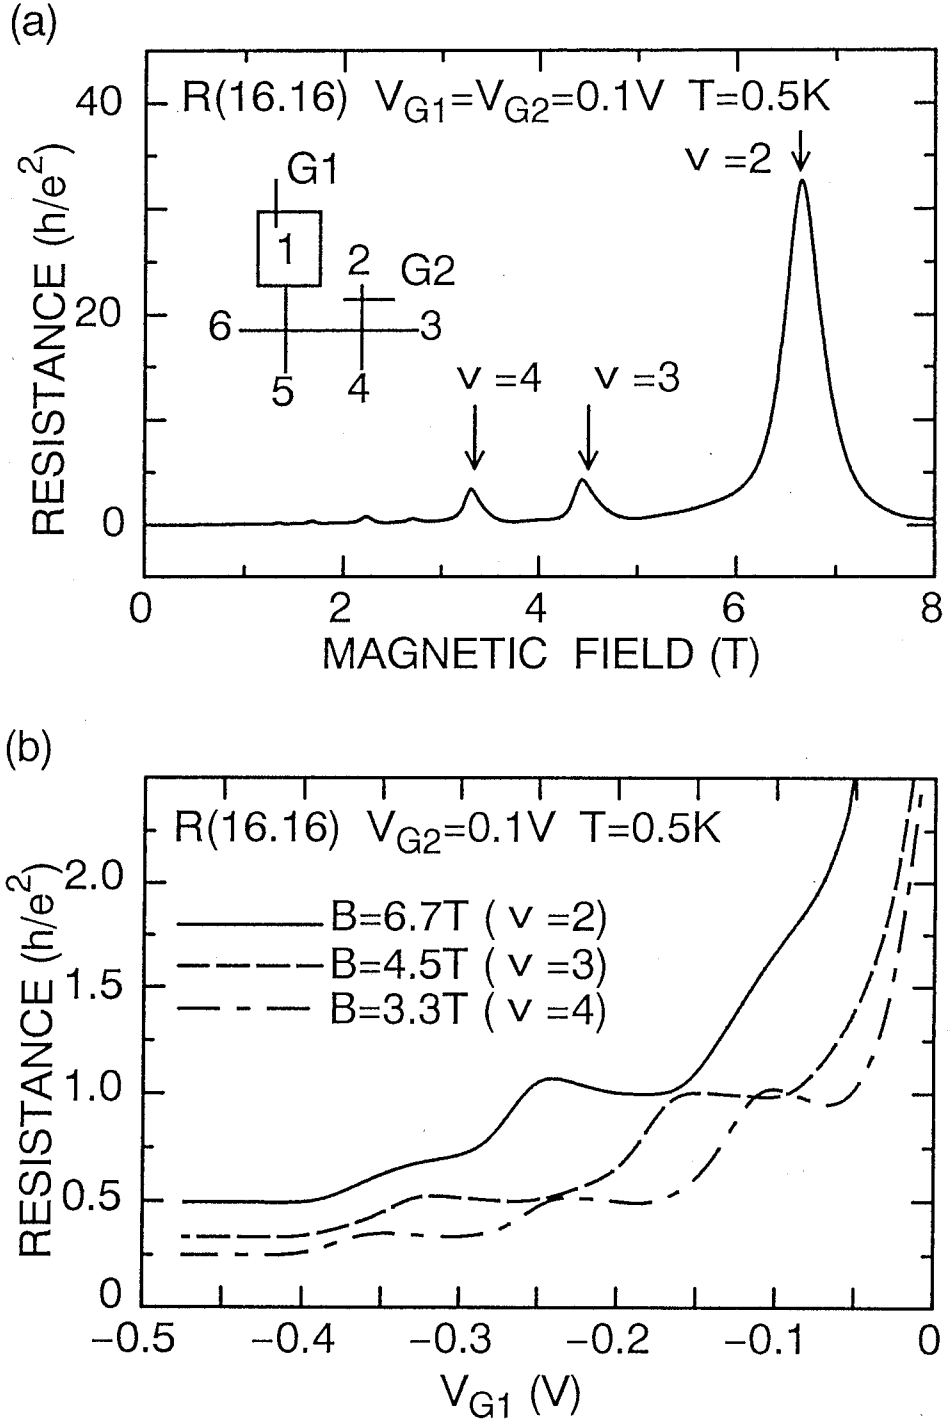 (a)
R(16.16) V_G1=V_G2=0.1V T=0.5K
RESISTANCE (h/e²)
40
20
0
ν =2
G1
1
2
G2
6
3
5
4
ν =4
ν =3
0 2 4 6 8
MAGNETIC FIELD (T)
(b)
R(16.16) V_G2=0.1V T=0.5K
RESISTANCE (h/e²)
2.0
1.5
1.0
0.5
0
B=6.7T ( ν =2)
B=4.5T ( ν =3)
B=3.3T ( ν =4)
−0.5 −0.4 −0.3 −0.2 −0.1 0
V_G1 (V)